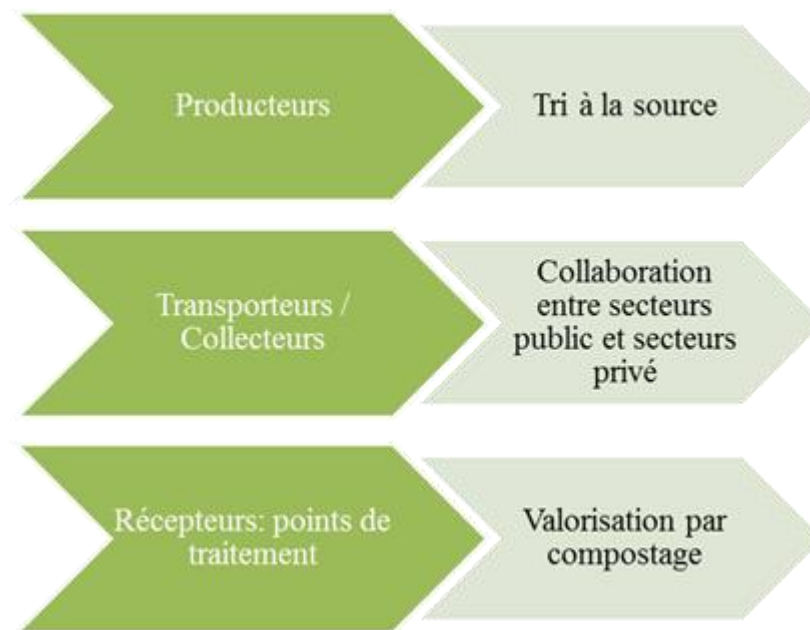 Producteurs
Tri à la source
Transporteurs /
Collecteurs
Collaboration
entre secteurs
public et secteurs
privé
Récepteurs: points de
traitement
Valorisation par
compostage